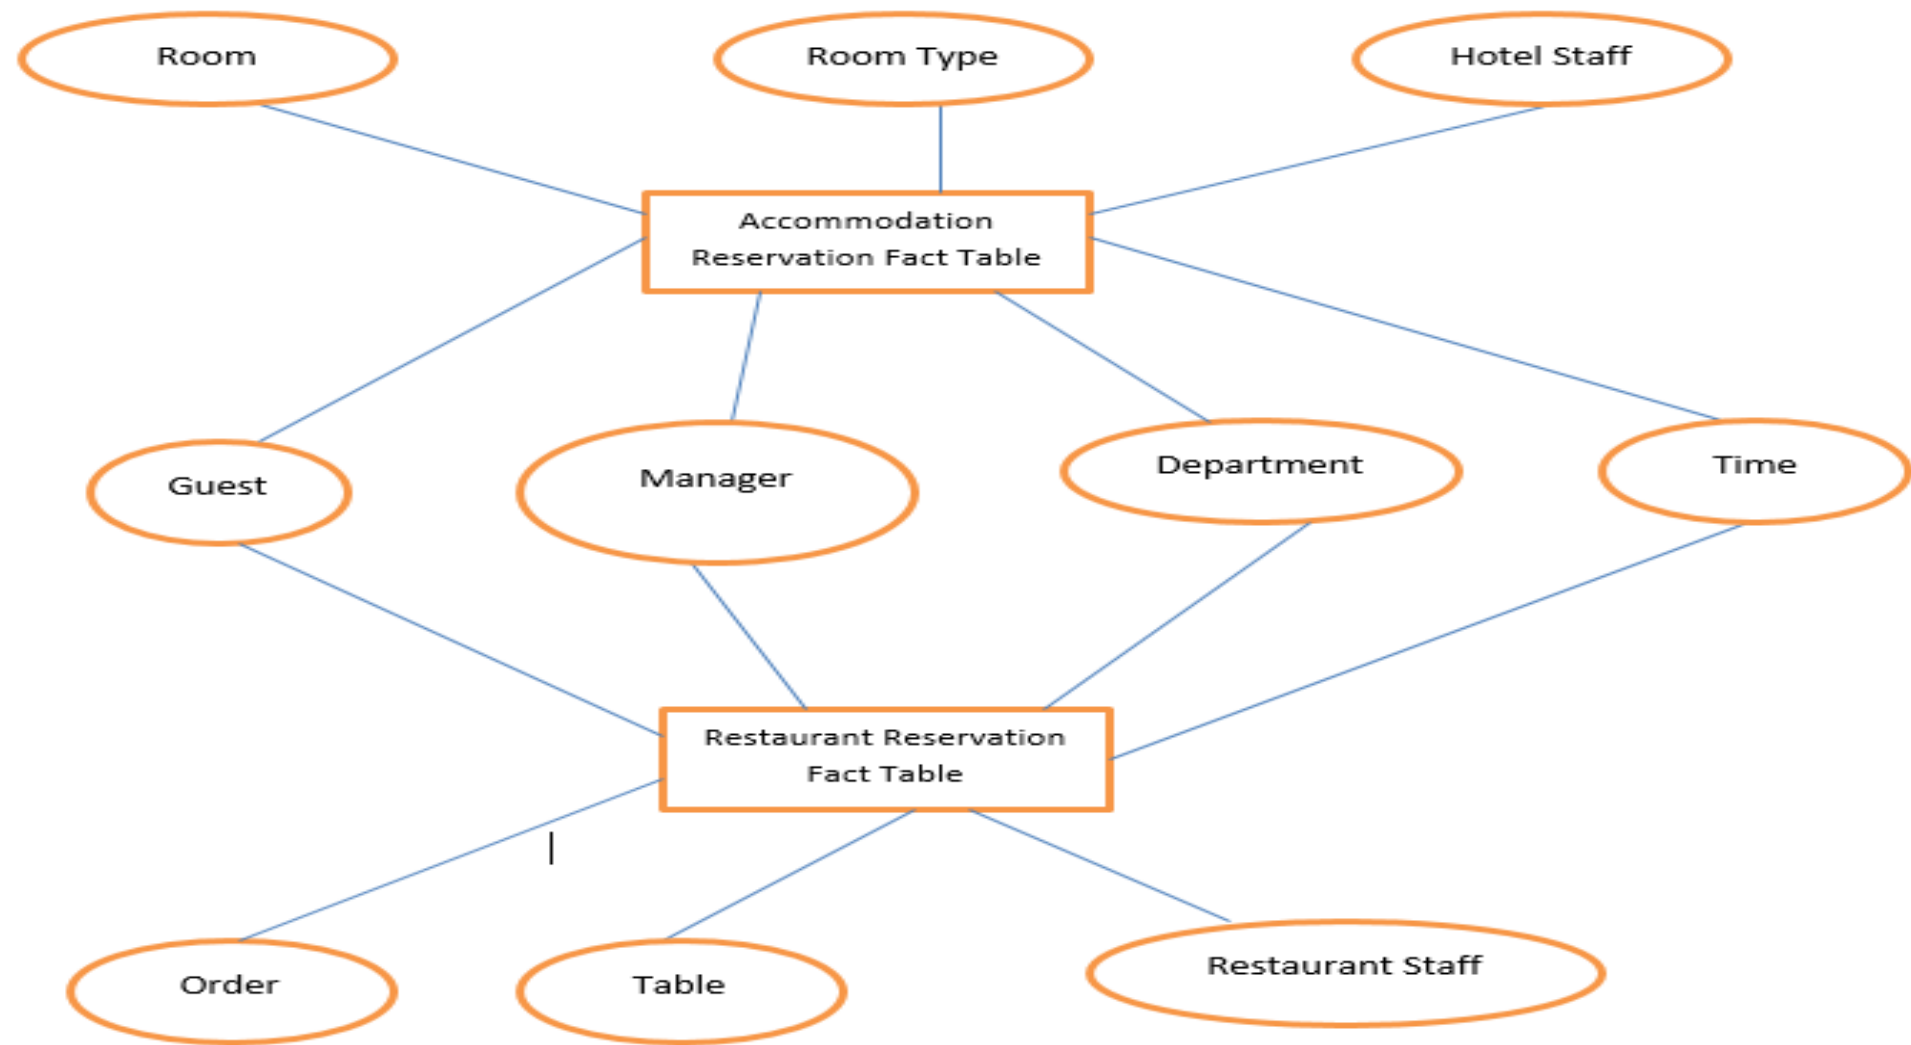 Room
Room Type
Hotel Staff
Accommodation
Reservation Fact Table
Guest
Manager
Department
Time
Restaurant Reservation
Fact Table
Order
Table
Restaurant Staff